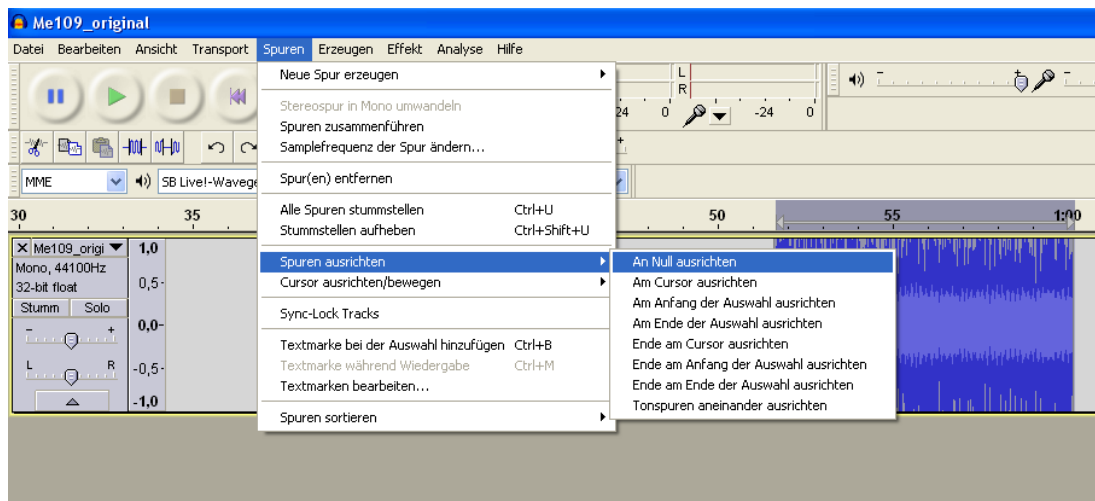 Me109_original
Datei Bearbeiten Ansicht Transport Spuren Erzeugen Effekt Analyse Hilfe
L
R
24 0 -24 0
MME SB Live!-Wavege
30 35 50 55 1:00
Me109_origi
Mono, 44100Hz
32-bit float
Stumm Solo
- +
L R
1,0
0,5
0,0
-0,5
-1,0
Neue Spur erzeugen
Stereospur in Mono umwandeln
Spuren zusammenführen
Samplefrequenz der Spur ändern...
Spur(en) entfernen
Alle Spuren stummstellen Ctrl+U
Stummstellen aufheben Ctrl+Shift+U
Spuren ausrichten
Cursor ausrichten/bewegen
Sync-Lock Tracks
Textmarke bei der Auswahl hinzufügen Ctrl+B
Textmarke während Wiedergabe Ctrl+M
Textmarken bearbeiten...
Spuren sortieren
An Null ausrichten
Am Cursor ausrichten
Am Anfang der Auswahl ausrichten
Am Ende der Auswahl ausrichten
Ende am Cursor ausrichten
Ende am Anfang der Auswahl ausrichten
Ende am Ende der Auswahl ausrichten
Tonspuren aneinander ausrichten